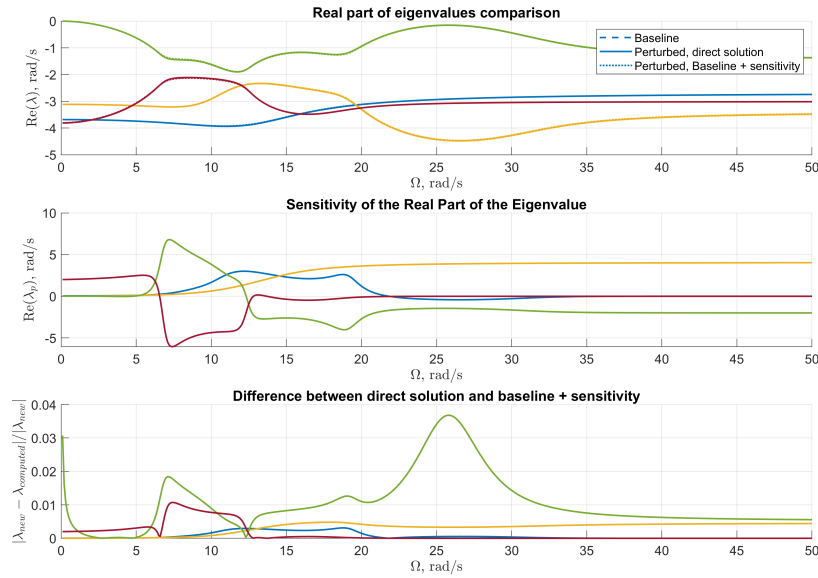 Real part of eigenvalues comparison
Re(λ), rad/s
0
-1
-2
-3
-4
-5
Baseline
Perturbed, direct solution
Perturbed, Baseline + sensitivity
0 5 10 15 20 25 30 35 40 45 50
Ω, rad/s
Sensitivity of the Real Part of the Eigenvalue
Re(λ_p), rad/s
10
5
0
-5
0 5 10 15 20 25 30 35 40 45 50
Ω, rad/s
Difference between direct solution and baseline + sensitivity
|λ_new − λ_computed|/|λ_new|
0.04
0.03
0.02
0.01
0
0 5 10 15 20 25 30 35 40 45 50
Ω, rad/s